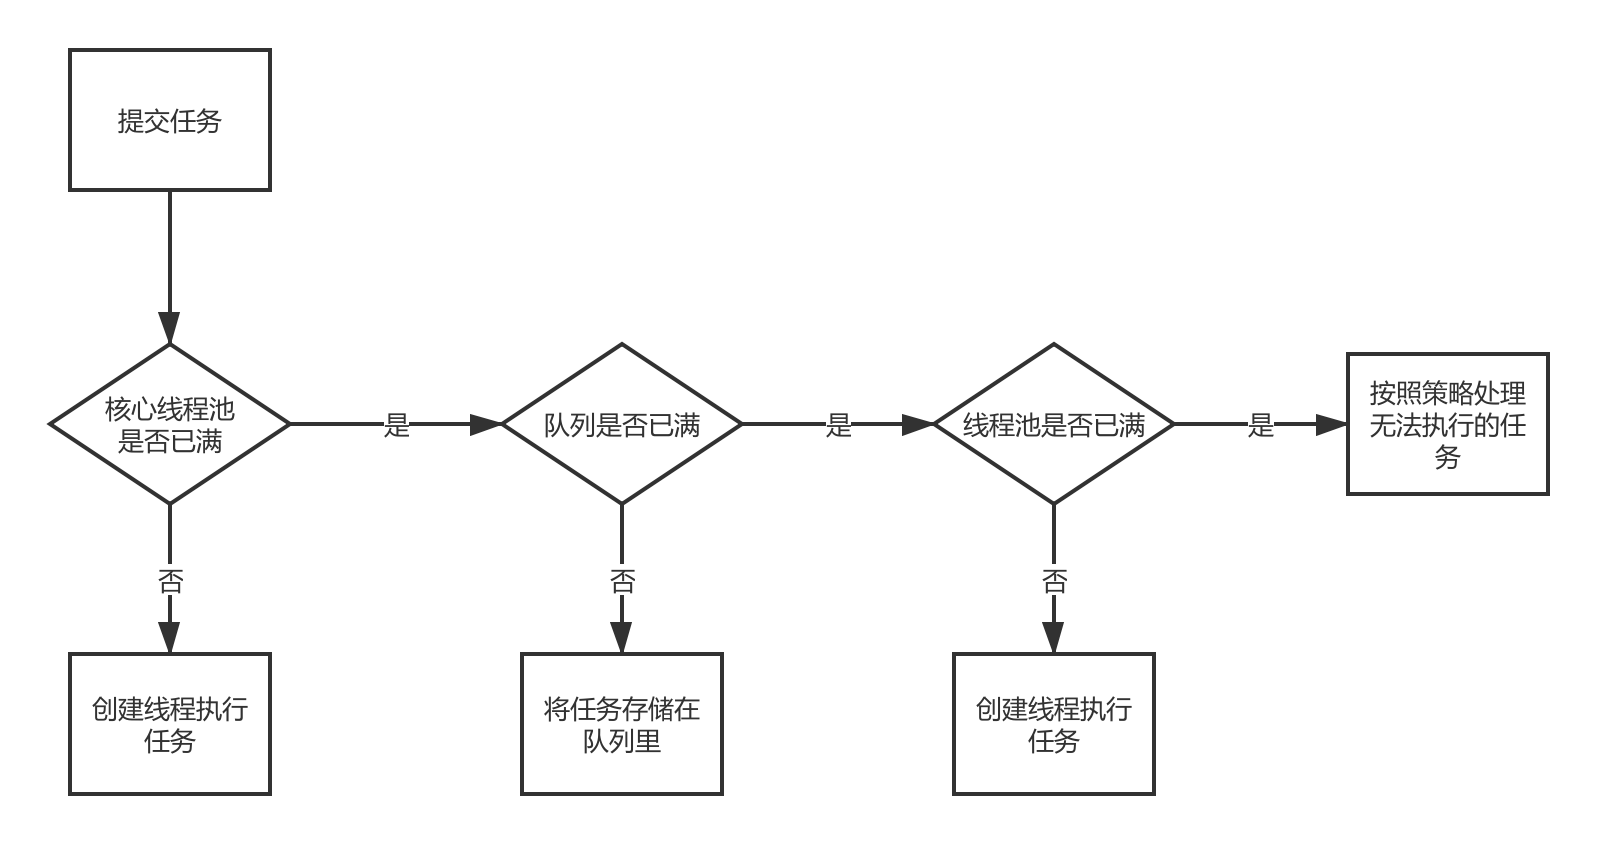 提交任务
核心线程池
是否已满
是
队列是否已满
是
线程池是否已满
是
按照策略处理
无法执行的任
务
否
否
否
创建线程执行
任务
将任务存储在
队列里
创建线程执行
任务